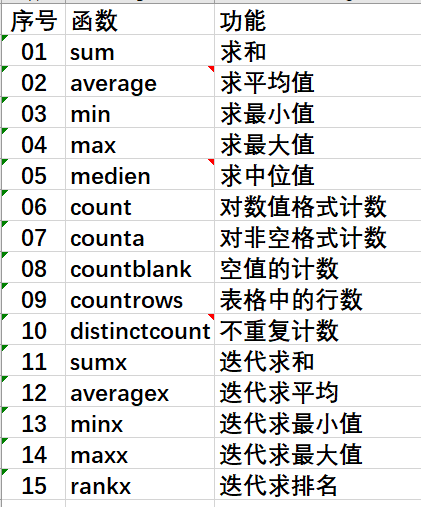 序号 函数 功能
01 sum 求和
02 average 求平均值
03 min 求最小值
04 max 求最大值
05 medien 求中位值
06 count 对数值格式计数
07 counta 对非空格式计数
08 countblank 空值的计数
09 countrows 表格中的行数
10 distinctcount 不重复计数
11 sumx 迭代求和
12 averagex 迭代求平均
13 minx 迭代求最小值
14 maxx 迭代求最大值
15 rankx 迭代求排名